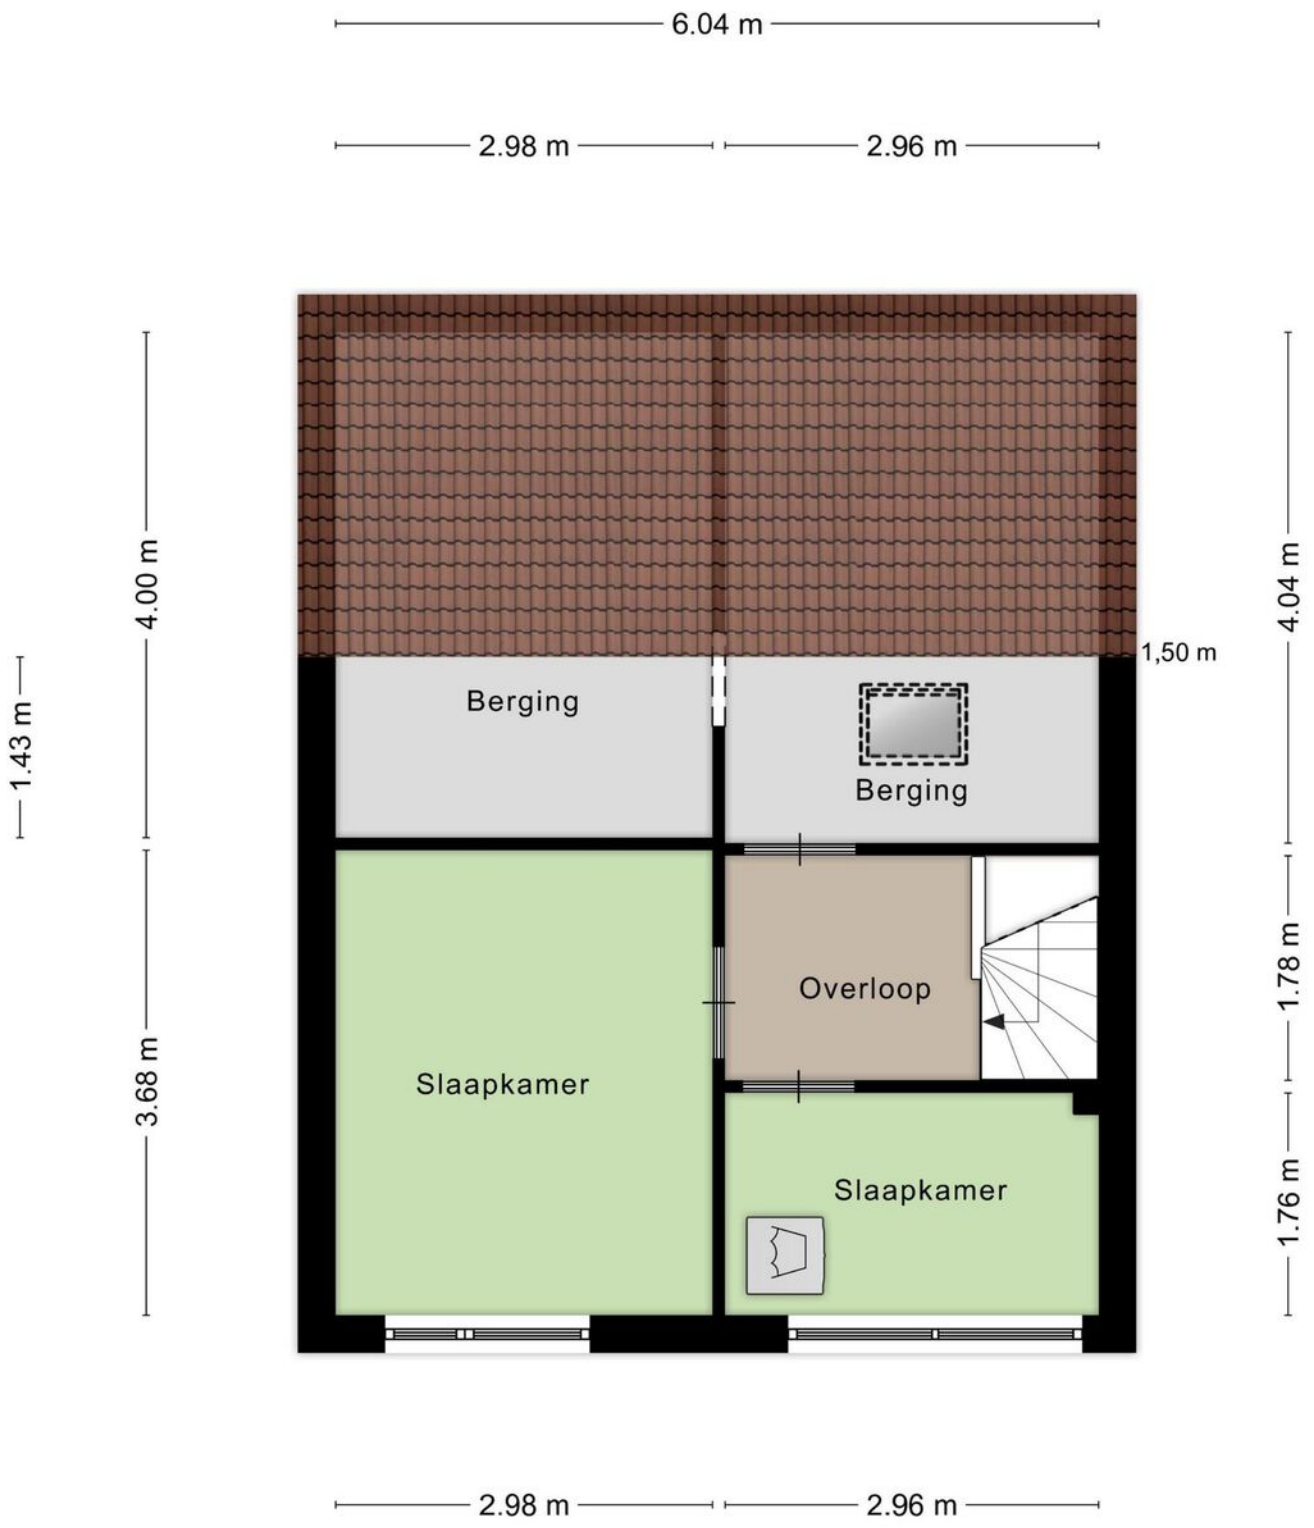 6.04 m
2.98 m
2.96 m
4.00 m
4.04 m
1,50 m
1.43 m
Berging
Berging
Overloop
1.78 m
Slaapkamer
3.68 m
Slaapkamer
1.76 m
2.98 m
2.96 m